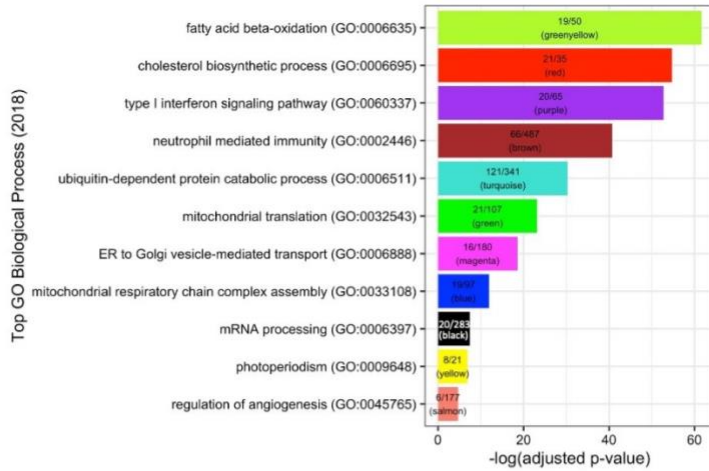 Top GO Biological Process (2018)
fatty acid beta-oxidation (GO:0006635)
19/50
(greenyellow)
cholesterol biosynthetic process (GO:0006695)
21/35
(red)
type I interferon signaling pathway (GO:0060337)
20/65
(purple)
neutrophil mediated immunity (GO:0002446)
66/487
(brown)
ubiquitin-dependent protein catabolic process (GO:0006511)
121/341
(turquoise)
mitochondrial translation (GO:0032543)
21/107
(green)
ER to Golgi vesicle-mediated transport (GO:0006888)
16/180
(magenta)
mitochondrial respiratory chain complex assembly (GO:0033108)
19/97
(blue)
mRNA processing (GO:0006397)
20/283
(black)
photoperiodism (GO:0009648)
8/21
(yellow)
regulation of angiogenesis (GO:0045765)
6/177
(salmon)
0 20 40 60
-log(adjusted p-value)